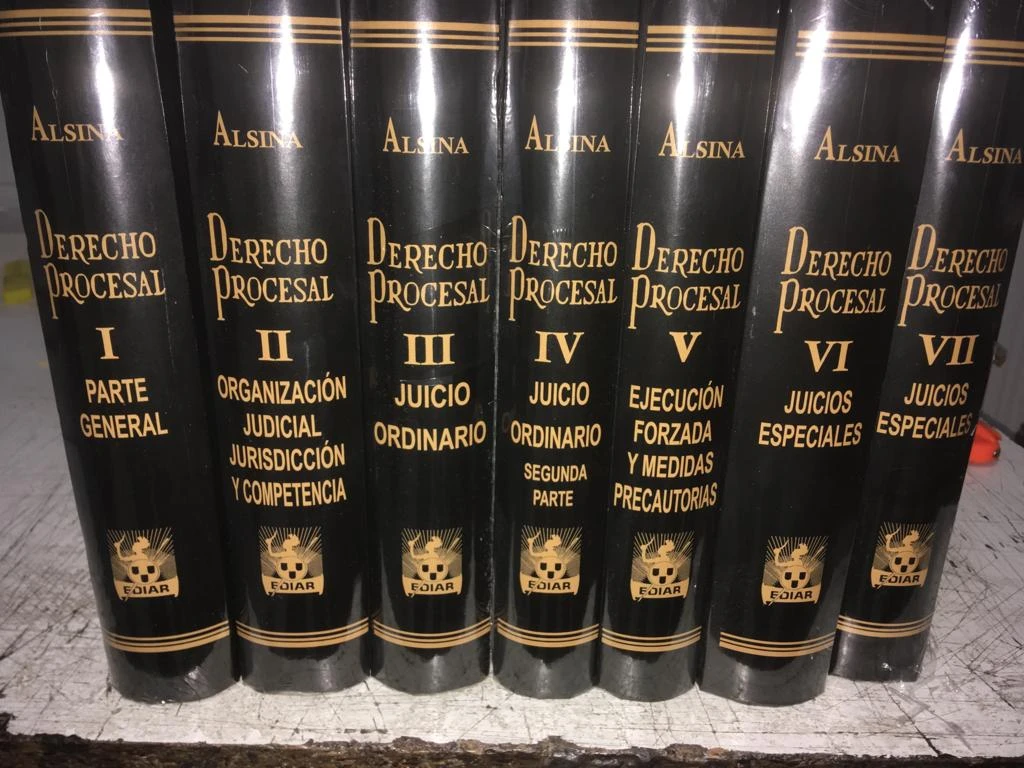 ALSINA
DERECHO
PROCESAL
I
PARTE
GENERAL
EDIAR
ALSINA
DERECHO
PROCESAL
II
ORGANIZACIÓN
JUDICIAL
JURISDICCIÓN
Y COMPETENCIA
EDIAR
ALSINA
DERECHO
PROCESAL
III
JUICIO
ORDINARIO
EDIAR
ALSINA
DERECHO
PROCESAL
IV
JUICIO
ORDINARIO
SEGUNDA
PARTE
EDIAR
ALSINA
DERECHO
PROCESAL
V
EJECUCIÓN
FORZADA
Y MEDIDAS
PRECAUTORIAS
EDIAR
ALSINA
DERECHO
PROCESAL
VI
JUICIOS
ESPECIALES
EDIAR
ALSINA
DERECHO
PROCESAL
VII
JUICIOS
ESPECIALES
EDIAR